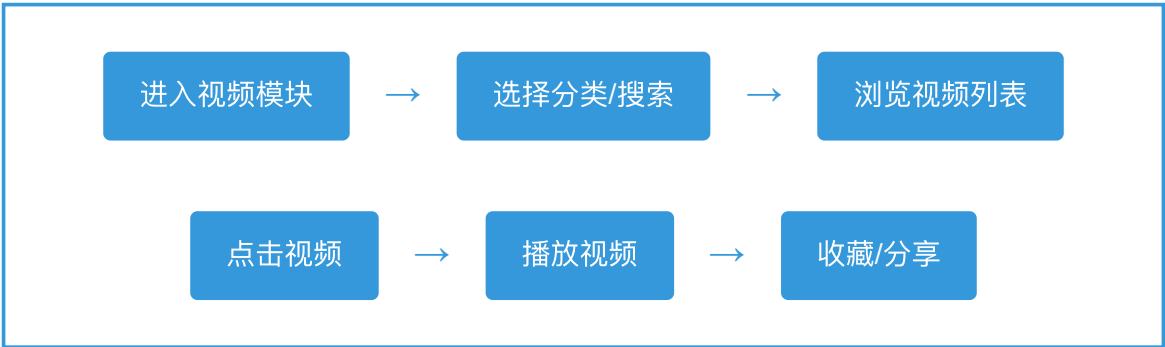 进入视频模块 → 选择分类/搜索 → 浏览视频列表
点击视频 → 播放视频 → 收藏/分享